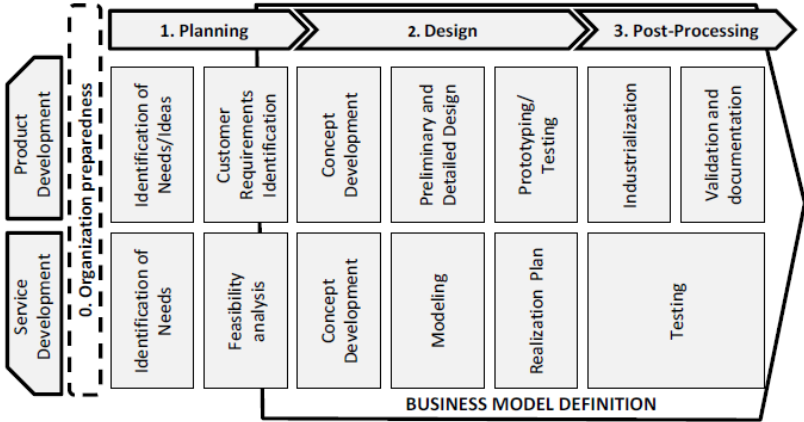 1. Planning
2. Design
3. Post-Processing
Product
Development
0. Organization preparedness
Identification of
Needs/Ideas
Customer
Requirements
Identification
Concept
Development
Preliminary and
Detailed Design
Prototyping/
Testing
Industrialization
Validation and
documentation
Service
Development
Identification of
Needs
Feasibility
analysis
Concept
Development
Modeling
Realization Plan
Testing
BUSINESS MODEL DEFINITION